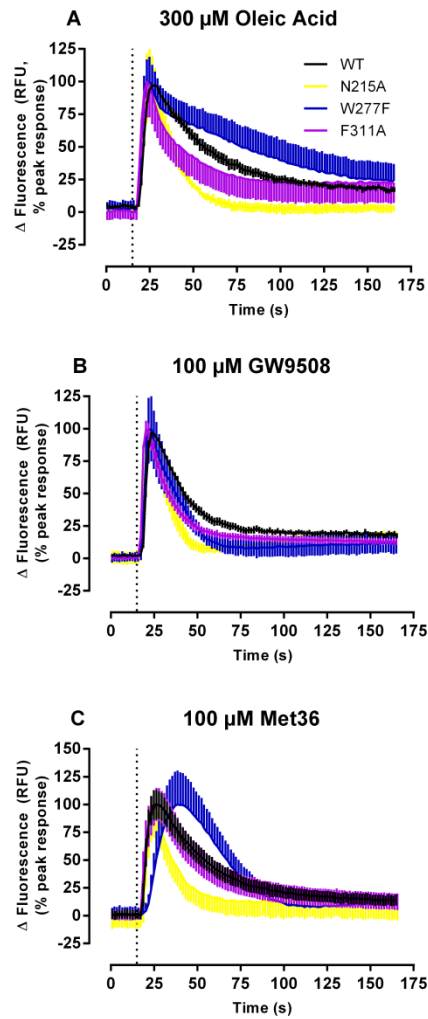 A 300 µM Oleic Acid
Δ Fluorescence (RFU,
% peak response)
125
100
75
50
25
0
-25
WT
N215A
W277F
F311A
0 25 50 75 100 125 150 175
Time (s)
B 100 µM GW9508
Δ Fluorescence (RFU)
(% peak response)
125
100
75
50
25
0
-25
0 25 50 75 100 125 150 175
Time (s)
C 100 µM Met36
Δ Fluorescence (RFU)
(% peak response)
150
125
100
75
50
25
0
-25
0 25 50 75 100 125 150 175
Time (s)